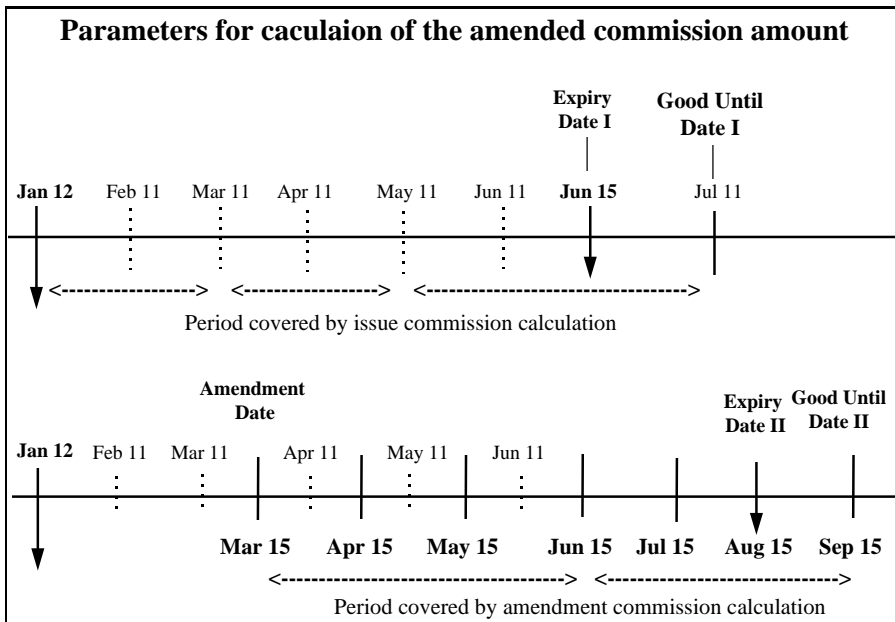 Parameters for caculaion of the amended commission amount
Expiry
Date I
Good Until
Date I
Jan 12 Feb 11 Mar 11 Apr 11 May 11 Jun 11 Jun 15 Jul 11
Period covered by issue commission calculation
Amendment
Date
Expiry
Date II
Good Until
Date II
Jan 12 Feb 11 Mar 11 Apr 11 May 11 Jun 11
Mar 15 Apr 15 May 15 Jun 15 Jul 15 Aug 15 Sep 15
Period covered by amendment commission calculation